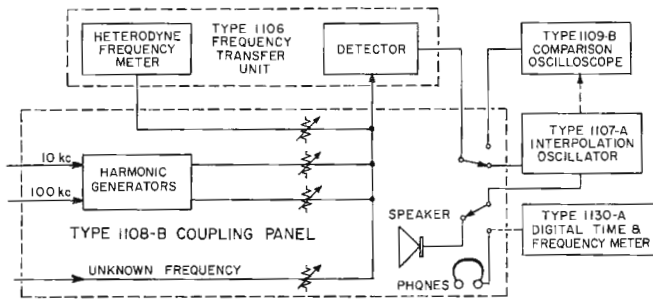 HETERODYNE
FREQUENCY
METER
TYPE 1106
FREQUENCY
TRANSFER
UNIT
DETECTOR
TYPE 1109-B
COMPARISON
OSCILLOSCOPE
TYPE 1107-A
INTERPOLATION
OSCILLATOR
10 kc
100 kc
HARMONIC
GENERATORS
SPEAKER
TYPE 1130-A
DIGITAL TIME &
FREQUENCY METER
TYPE 1108-B COUPLING PANEL
UNKNOWN FREQUENCY
PHONES